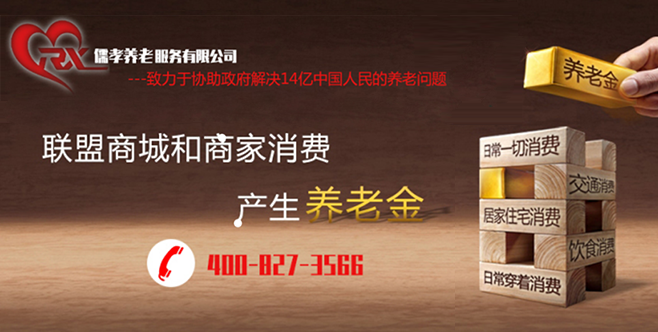 RX
儒孝养老服务有限公司
---致力于协助政府解决14亿中国人民的养老问题
养老金
联盟商城和商家消费
产生养老金
400-827-3566
日常一切消费
交通消费
居家住宅消费
饮食消费
日常穿着消费